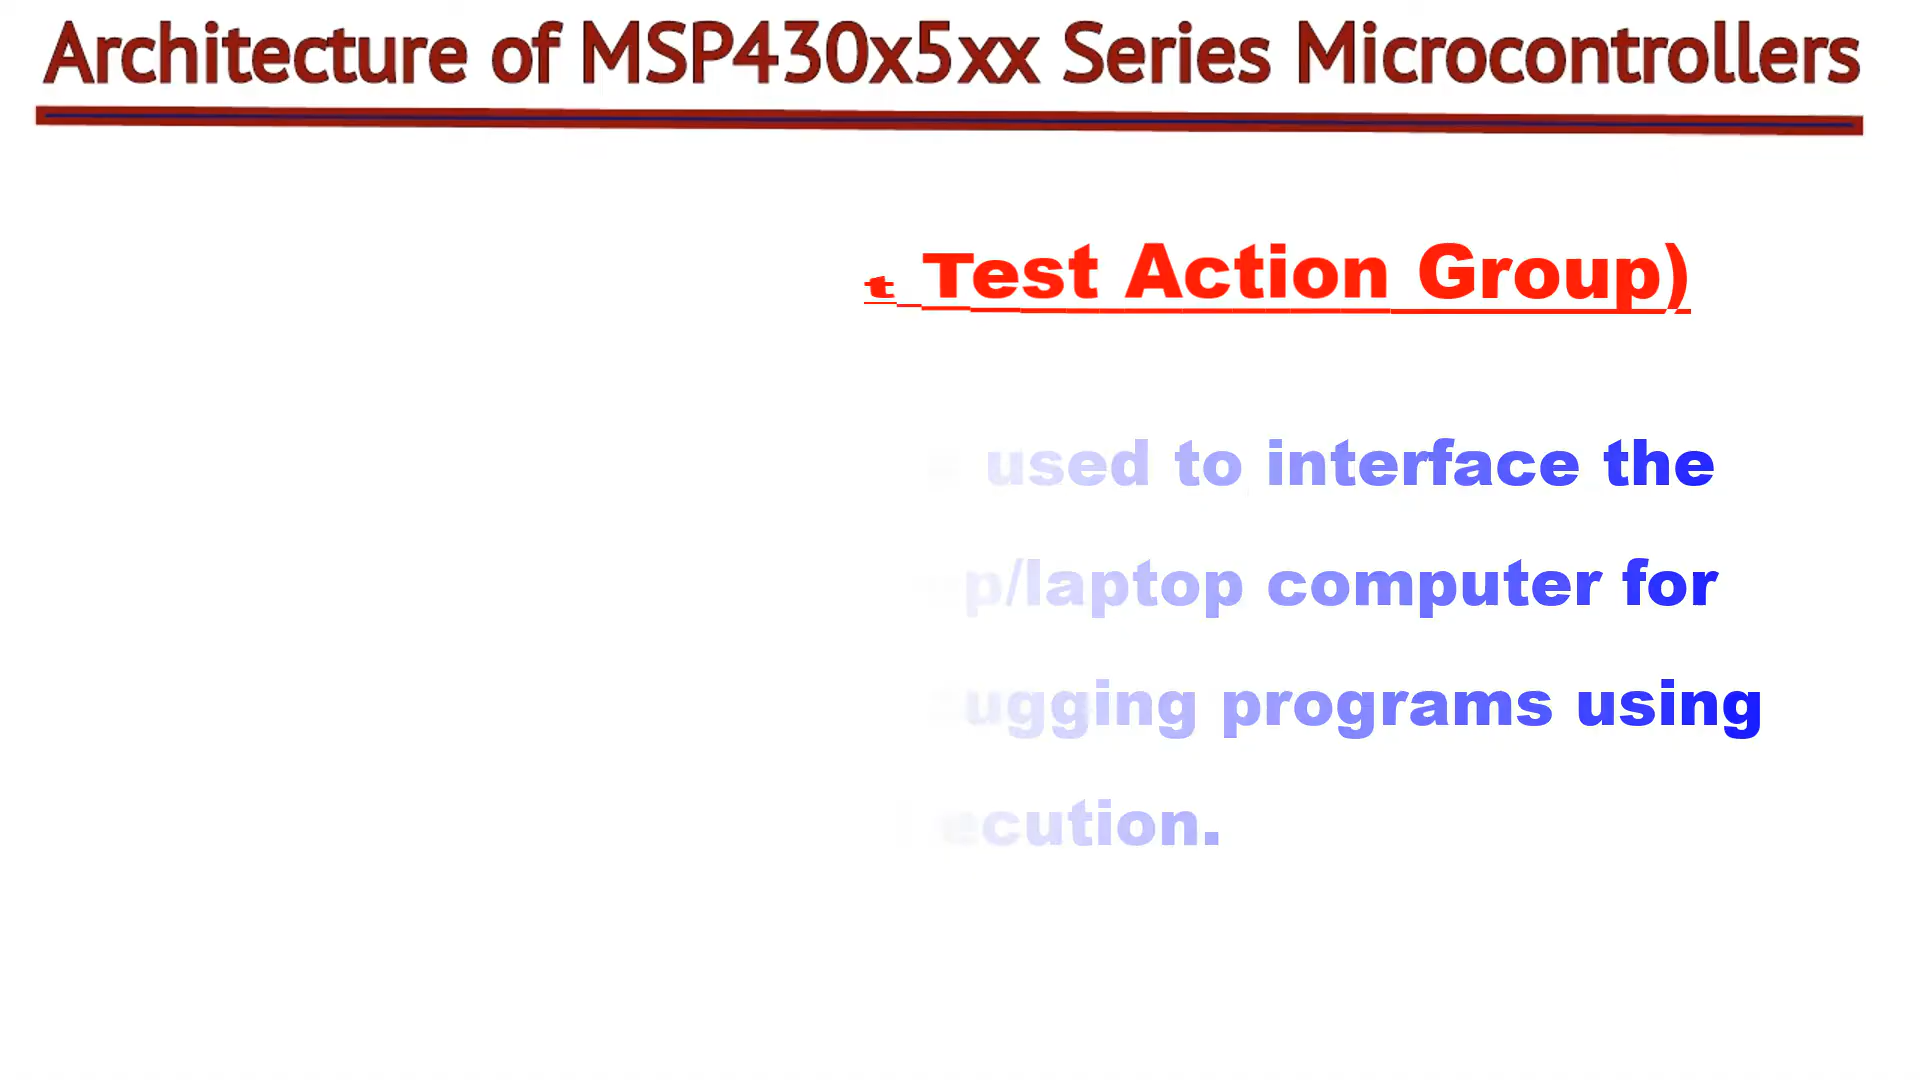 Architecture of MSP430x5xx Series Microcontrollers
t Test Action Group)
used to interface the
p/laptop computer for
ugging programs using
ecution.